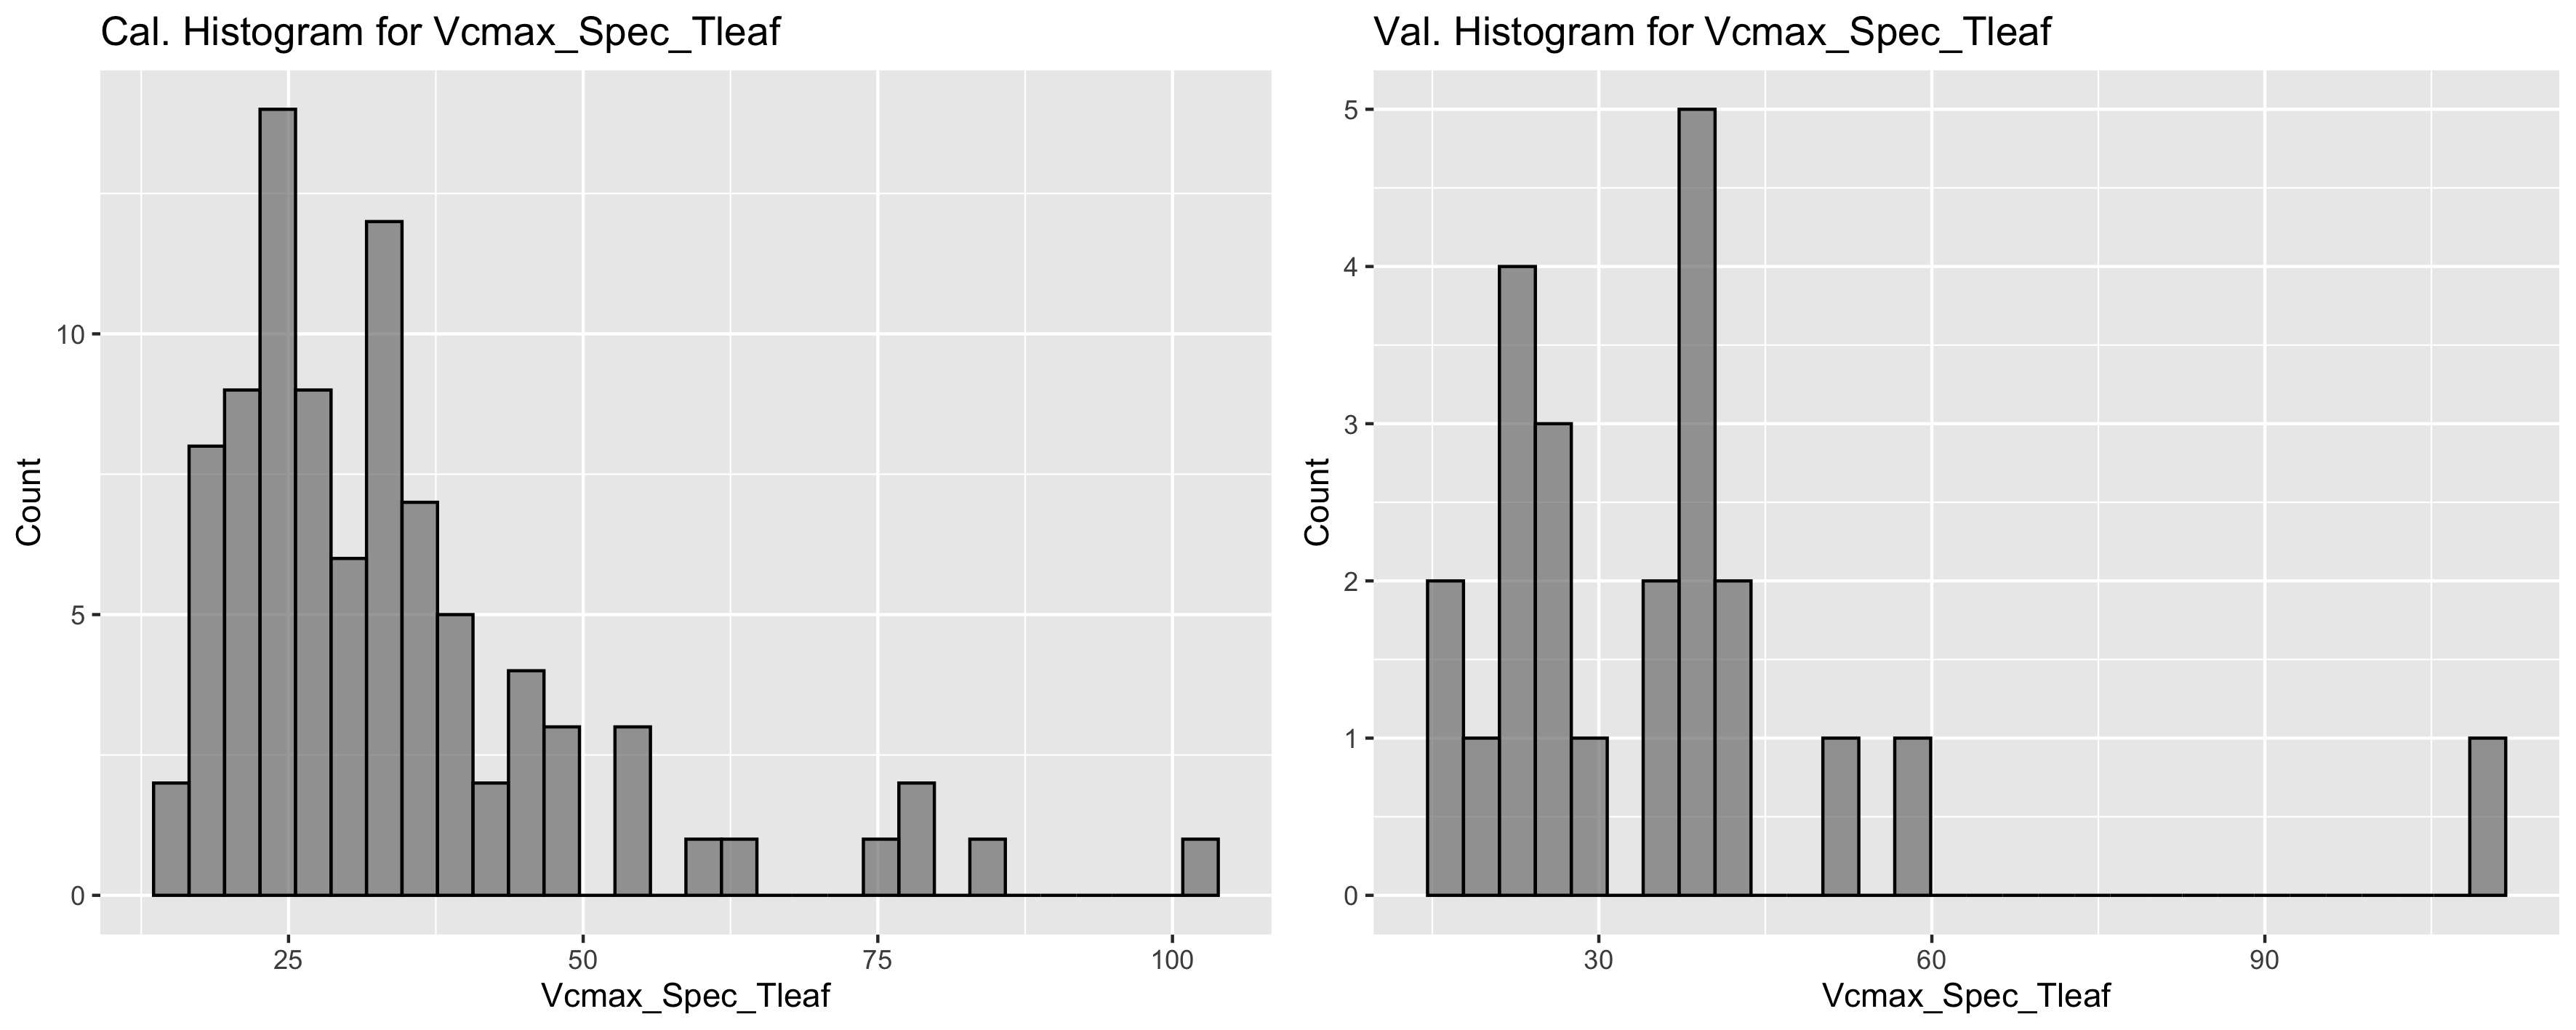 Cal. Histogram for Vcmax_Spec_Tleaf
Count
10
5
0
25 50 75 100
Vcmax_Spec_Tleaf
Val. Histogram for Vcmax_Spec_Tleaf
Count
5
4
3
2
1
0
30 60 90
Vcmax_Spec_Tleaf